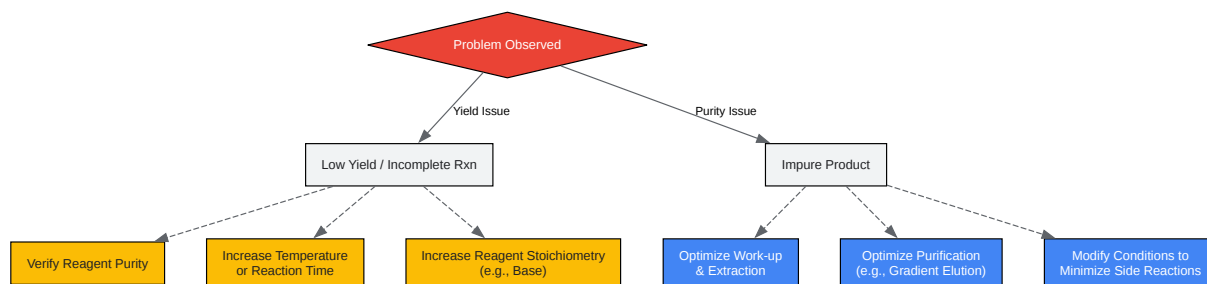 Problem Observed
Yield Issue
Purity Issue
Low Yield / Incomplete Rxn
Impure Product
Verify Reagent Purity
Increase Temperature
or Reaction Time
Increase Reagent Stoichiometry
(e.g., Base)
Optimize Work-up
& Extraction
Optimize Purification
(e.g., Gradient Elution)
Modify Conditions to
Minimize Side Reactions